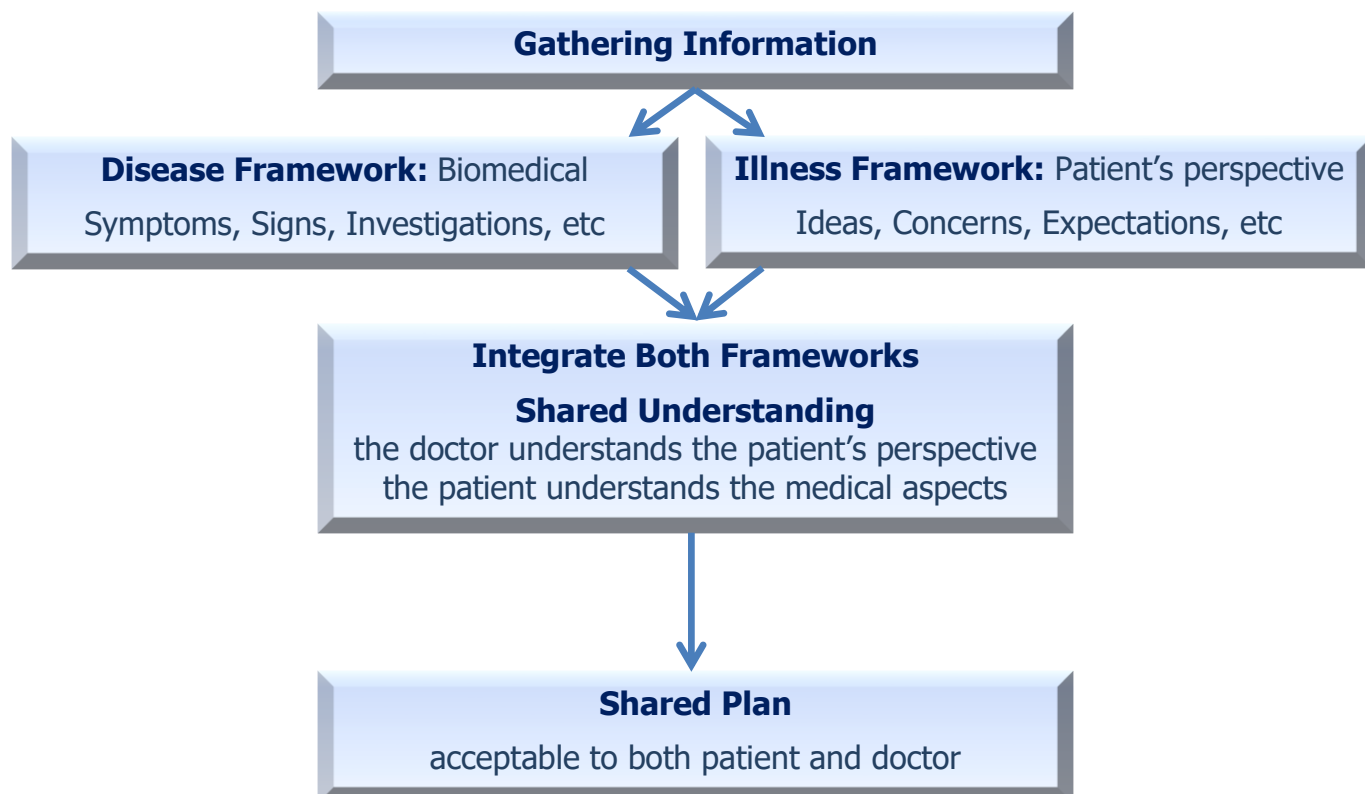 Gathering Information
Disease Framework: Biomedical
Symptoms, Signs, Investigations, etc
Illness Framework: Patient’s perspective
Ideas, Concerns, Expectations, etc
Integrate Both Frameworks
Shared Understanding
the doctor understands the patient’s perspective
the patient understands the medical aspects
Shared Plan
acceptable to both patient and doctor